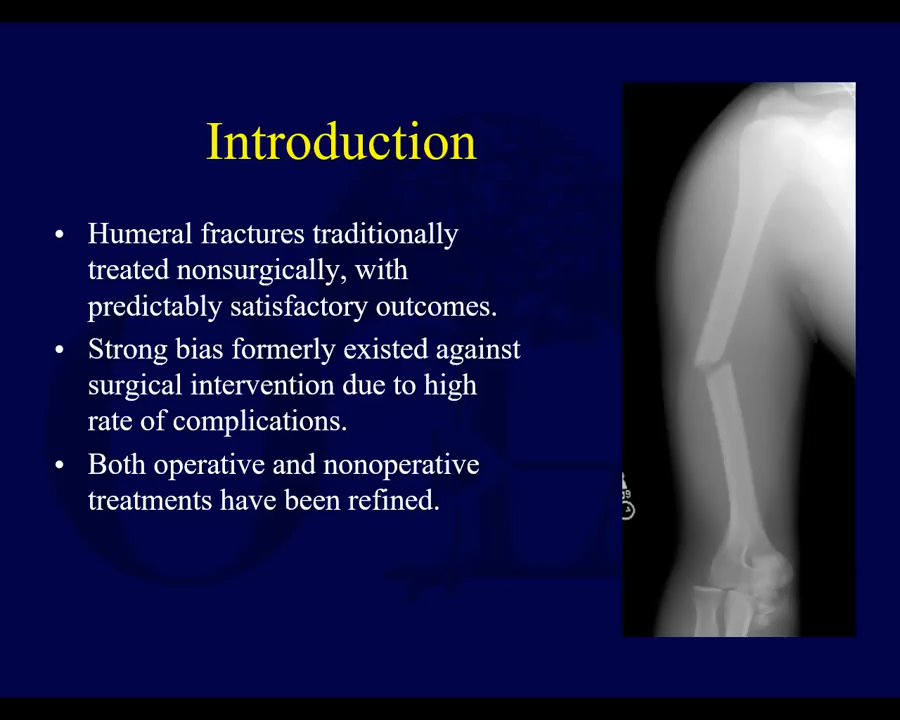 Introduction
• Humeral fractures traditionally
treated nonsurgically, with
predictably satisfactory outcomes.
• Strong bias formerly existed against
surgical intervention due to high
rate of complications.
• Both operative and nonoperative
treatments have been refined.